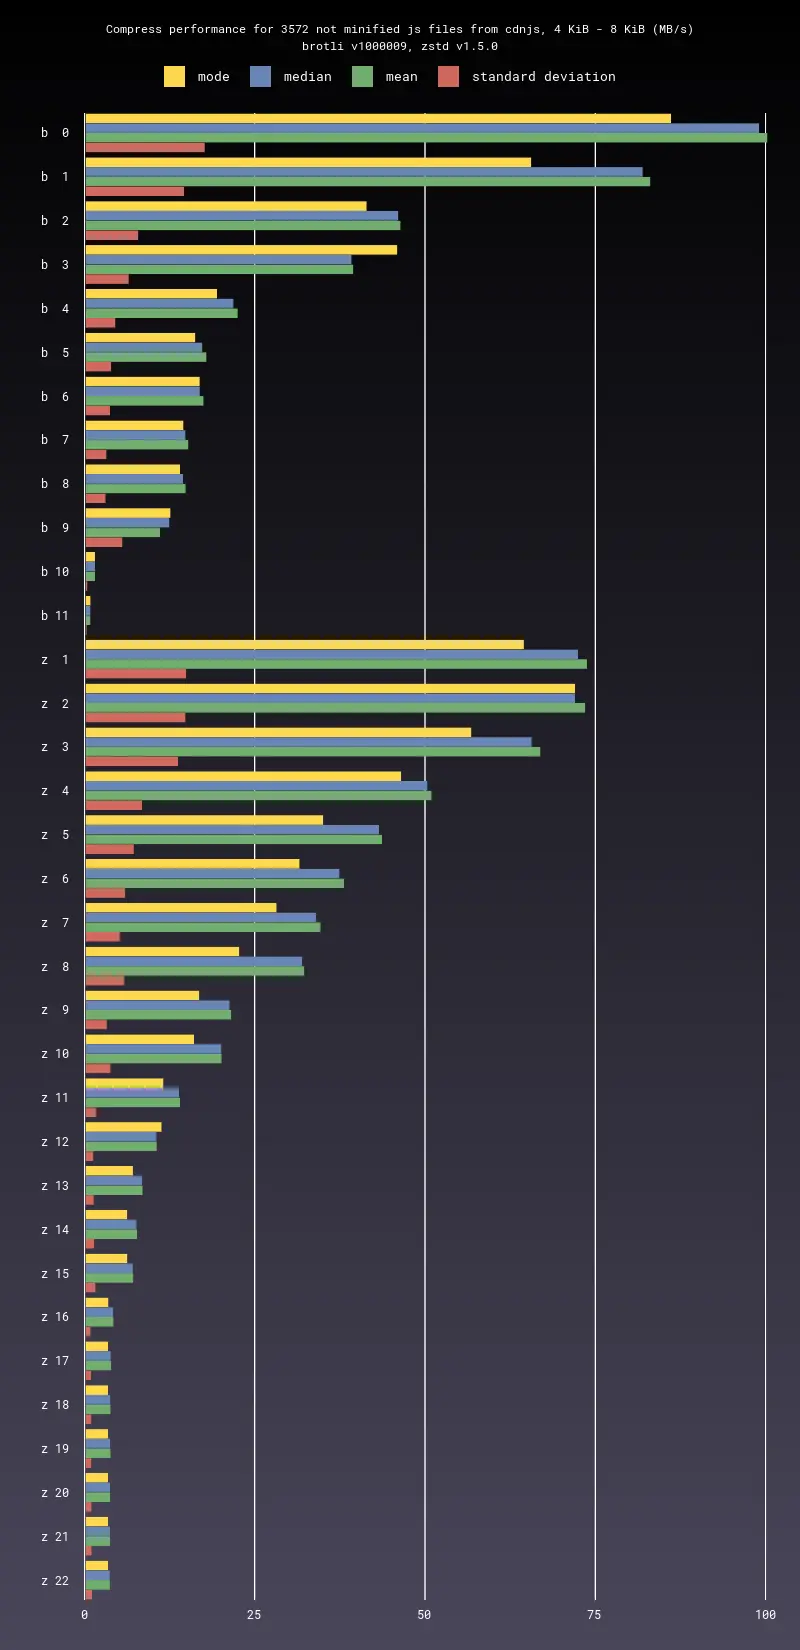 Compress performance for 3572 not minified js files from cdnjs, 4 KiB - 8 KiB (MB/s)
brotli v1000009, zstd v1.5.0
mode median mean standard deviation
b 0
b 1
b 2
b 3
b 4
b 5
b 6
b 7
b 8
b 9
b 10
b 11
z 1
z 2
z 3
z 4
z 5
z 6
z 7
z 8
z 9
z 10
z 11
z 12
z 13
z 14
z 15
z 16
z 17
z 18
z 19
z 20
z 21
z 22
0 25 50 75 100